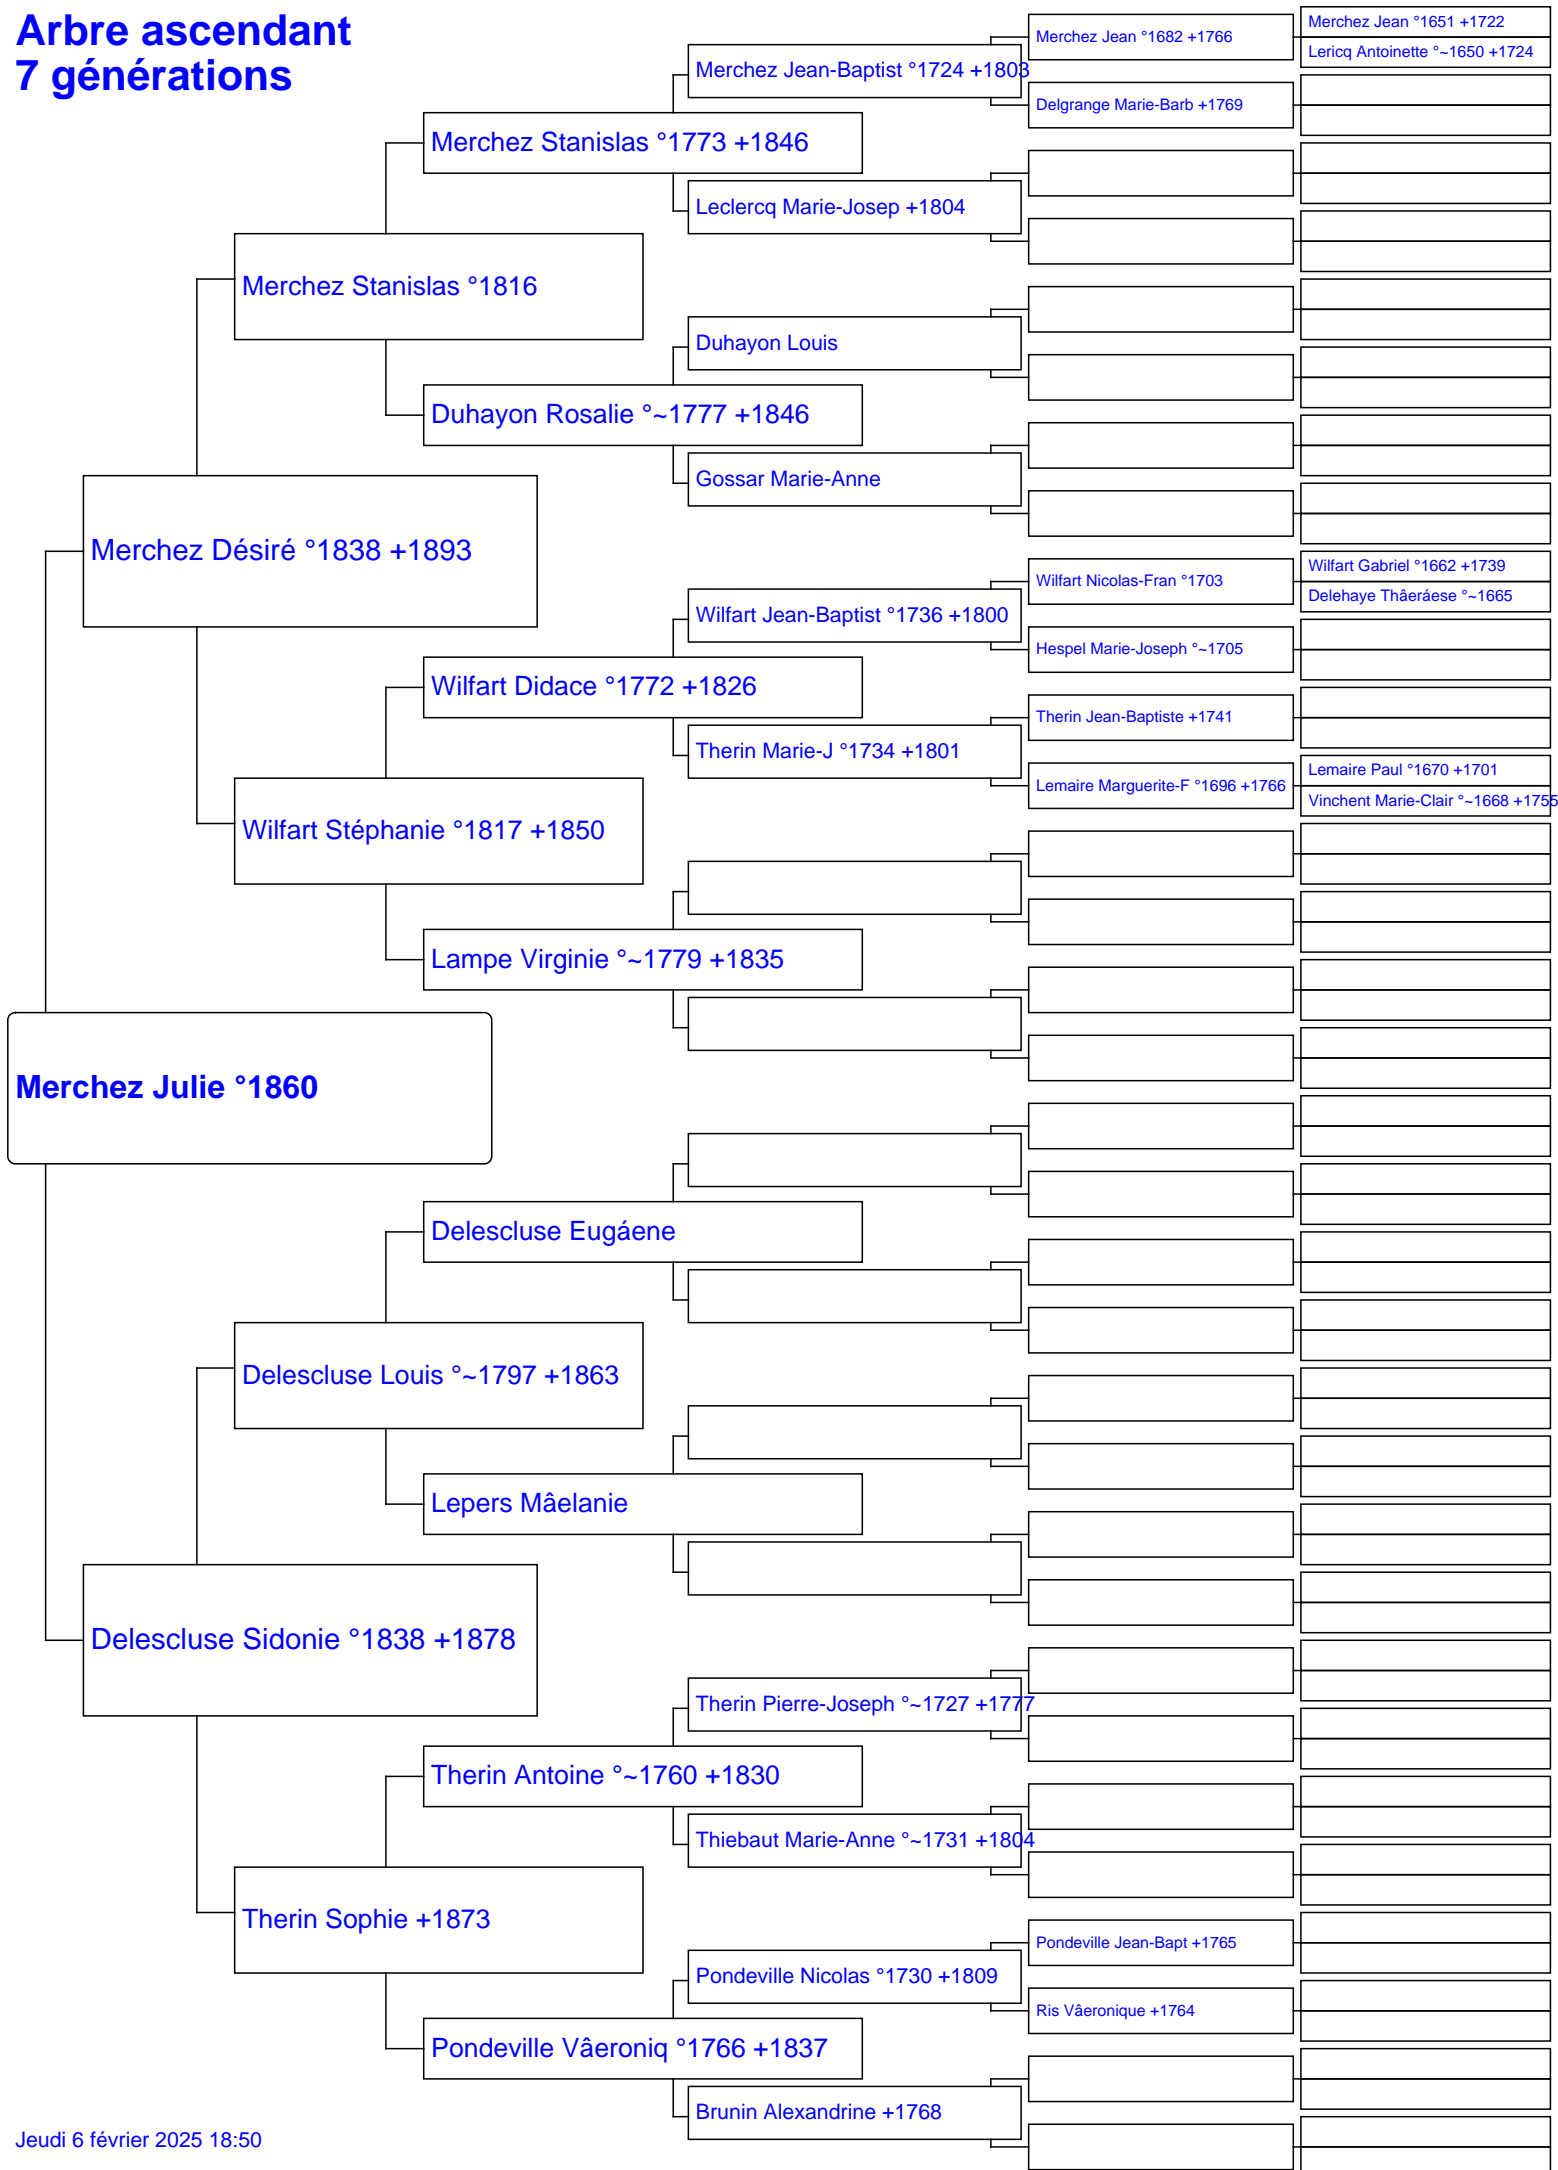 Arbre ascendant
7 générations
Merchez Jean °1651 +1722
Merchez Jean °1682 +1766
Lericq Antoinette °~1650 +1724
Merchez Jean-Baptist °1724 +1803
Delgrange Marie-Barb +1769
Merchez Stanislas °1773 +1846
Leclercq Marie-Josep +1804
Merchez Stanislas °1816
Duhayon Louis
Duhayon Rosalie °~1777 +1846
Gossar Marie-Anne
Merchez Désiré °1838 +1893
Wilfart Gabriel °1662 +1739
Wilfart Nicolas-Fran °1703
Delehaye Thâeráese °~1665
Wilfart Jean-Baptist °1736 +1800
Hespel Marie-Joseph °~1705
Wilfart Didace °1772 +1826
Therin Jean-Baptiste +1741
Therin Marie-J °1734 +1801
Lemaire Paul °1670 +1701
Lemaire Marguerite-F °1696 +1766
Vinchent Marie-Clair °~1668 +1755
Wilfart Stéphanie °1817 +1850
Lampe Virginie °~1779 +1835
Merchez Julie °1860
Delescluse Eugáene
Delescluse Louis °~1797 +1863
Lepers Mâelanie
Delescluse Sidonie °1838 +1878
Therin Pierre-Joseph °~1727 +1777
Therin Antoine °~1760 +1830
Thiebaut Marie-Anne °~1731 +1804
Therin Sophie +1873
Pondeville Jean-Bapt +1765
Pondeville Nicolas °1730 +1809
Ris Vâeronique +1764
Pondeville Vâeroniq °1766 +1837
Brunin Alexandrine +1768
Jeudi 6 février 2025 18:50